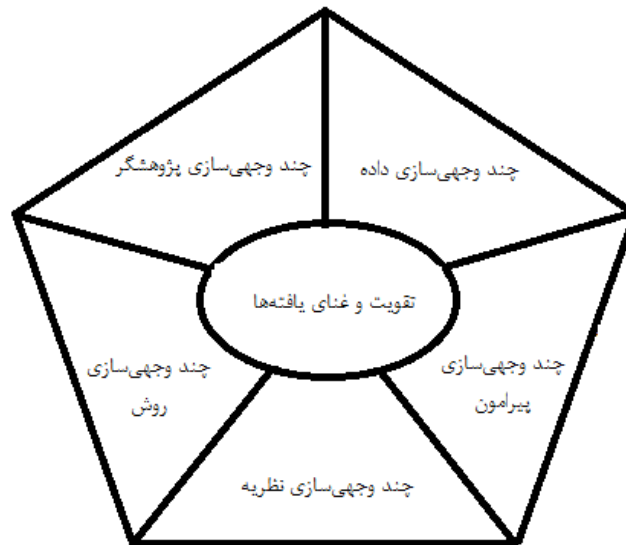 چند وجهی‌سازی داده
چند وجهی‌سازی پژوهشگر
تقویت و غنای یافته‌ها
چند وجهی‌سازی
پیرامون
چند وجهی‌سازی
روش
چند وجهی‌سازی نظریه